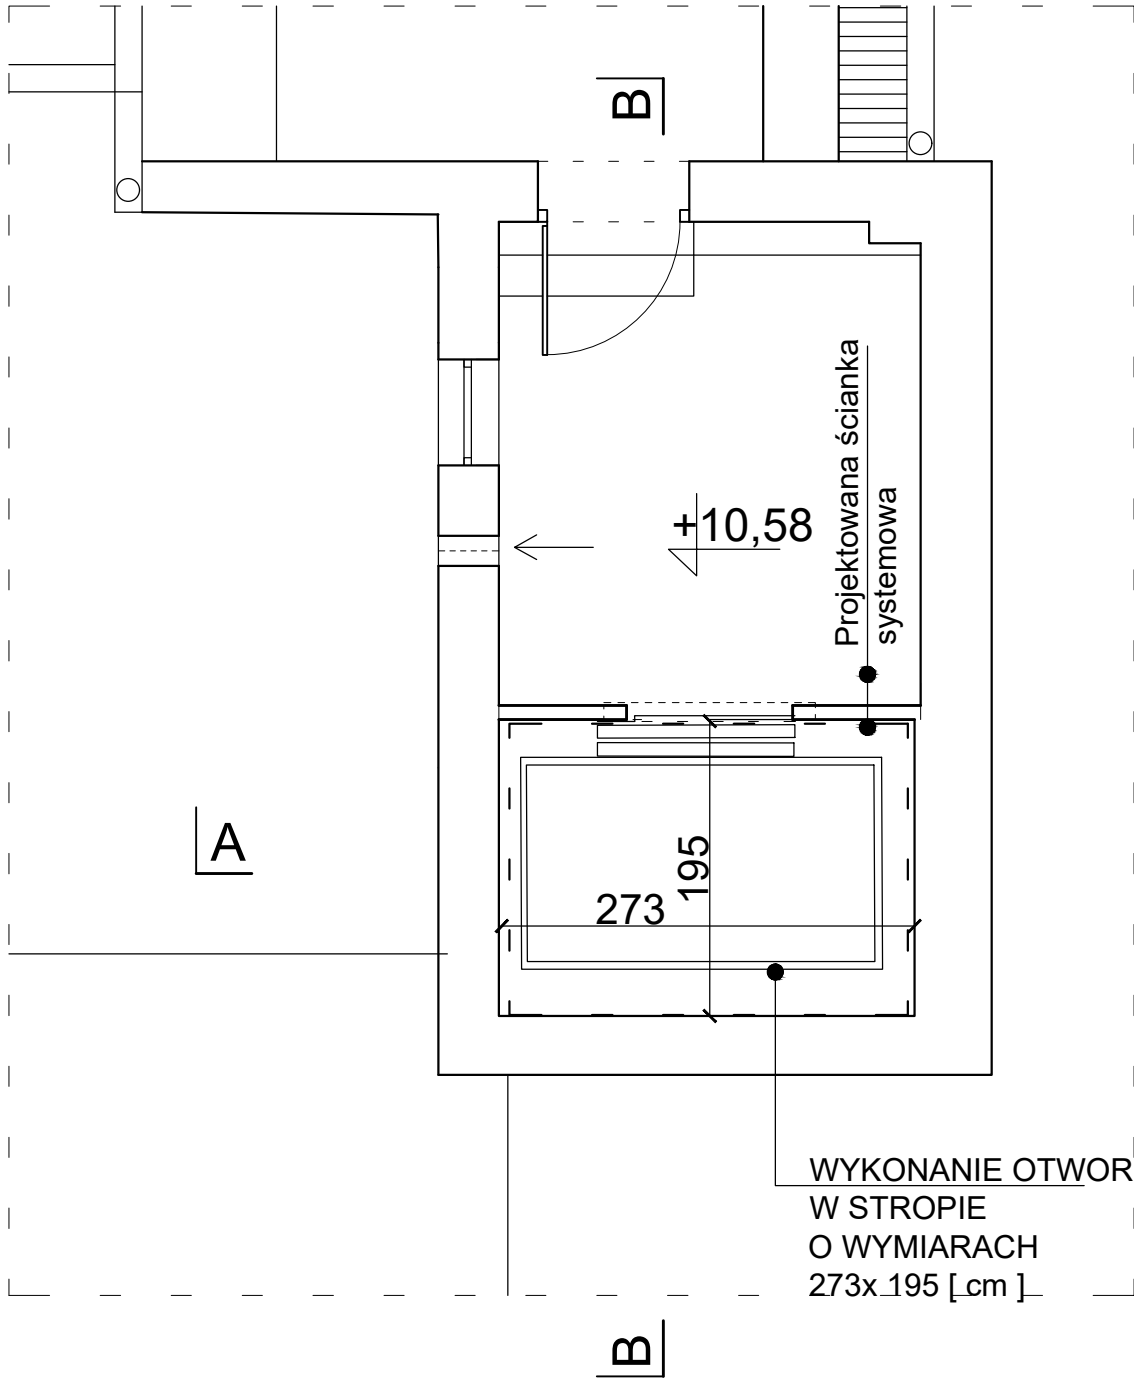 B
Projektowana ścianka
systemowa
+10,58
A
195
273
WYKONANIE OTWOR
W STROPIE
O WYMIARACH
273x 195 [ cm ]
B